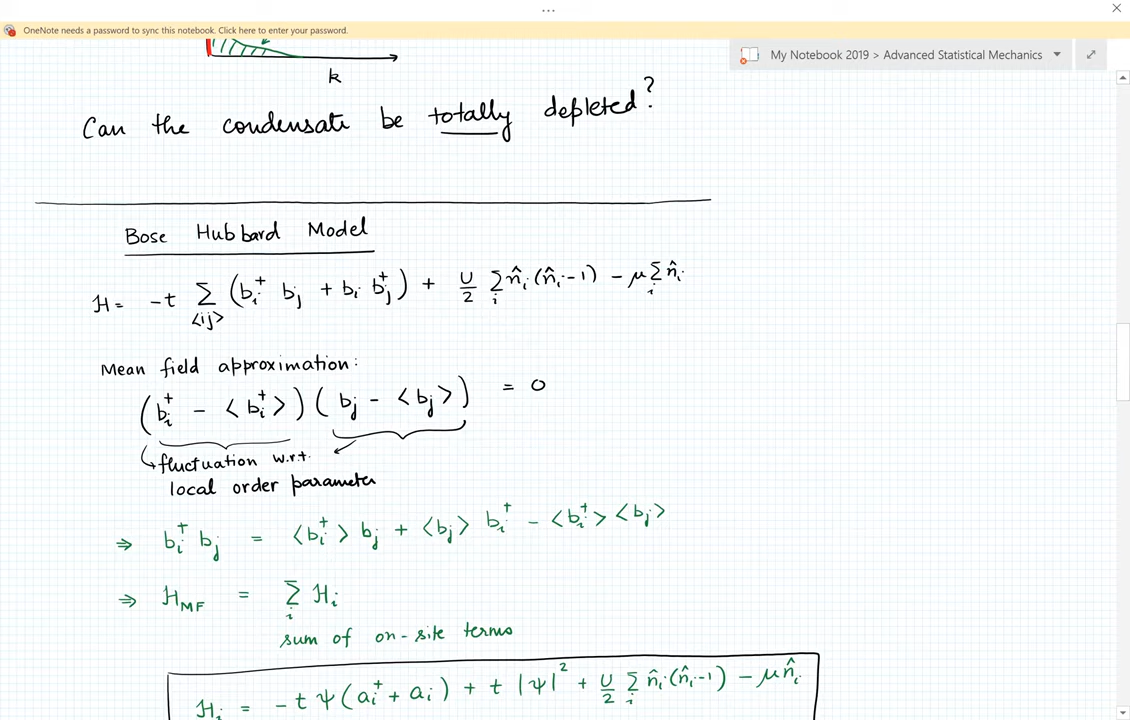 OneNote needs a password to sync this notebook. Click here to enter your password.
My Notebook 2019 > Advanced Statistical Mechanics
k
Can the condensate be totally depleted?
Bose Hubbard Model
H = -t Σ_<ij> (b_i^+ b_j + b_i b_j^+) + U/2 Σ_i n̂_i(n̂_i-1) - μ Σ_i n̂_i
Mean field approximation:
(b_i^+ - <b_i^+>)(b_j - <b_j>) = 0
fluctuation w.r.t.
local order parameter
⇒ b_i^+ b_j = <b_i^+> b_j + <b_j> b_i^+ - <b_i^+><b_j>
⇒ H_MF = Σ_i H_i
sum of on-site terms
H_i = -tψ(a_i^+ + a_i) + t|ψ|^2 + U/2 Σ_i n̂_i(n̂_i-1) - μn̂_i